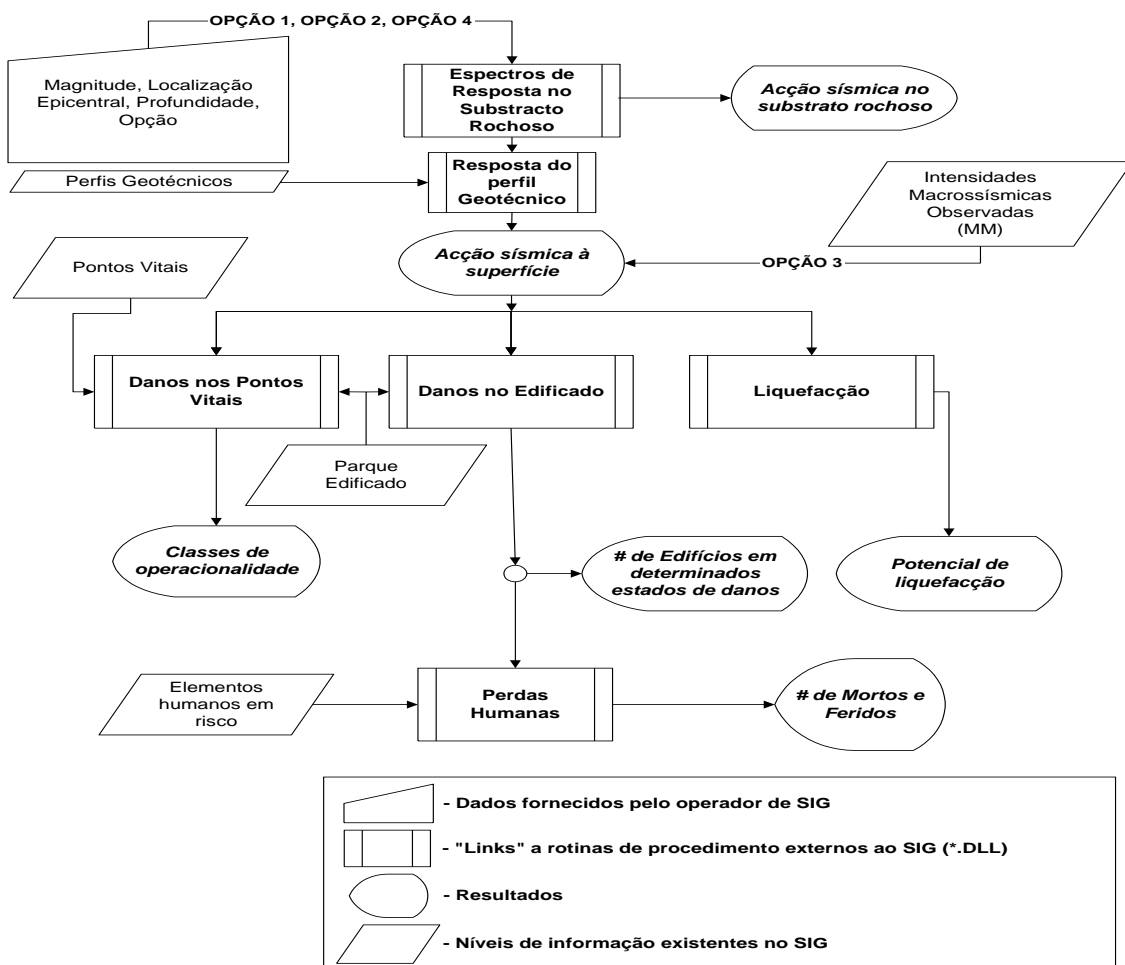 OPÇÃO 1, OPÇÃO 2, OPÇÃO 4
Magnitude, Localização
Epicentral, Profundidade,
Opção
Espectros de
Resposta no
Substracto
Rochoso
Acção sísmica no
substrato rochoso
Perfis Geotécnicos
Resposta do
perfil
Geotécnico
Intensidades
Macrossísmicas
Observadas
(MM)
Pontos Vitais
Acção sísmica à
superfície
OPÇÃO 3
Danos nos Pontos
Vitais
Danos no Edificado
Liquefacção
Parque
Edificado
Classes de
operacionalidade
# de Edifícios em
determinados
estados de danos
Potencial de
liquefacção
Elementos
humanos em
risco
Perdas
Humanas
# de Mortos e
Feridos
- Dados fornecidos pelo operador de SIG
- "Links" a rotinas de procedimento externos ao SIG (*.DLL)
- Resultados
- Níveis de informação existentes no SIG